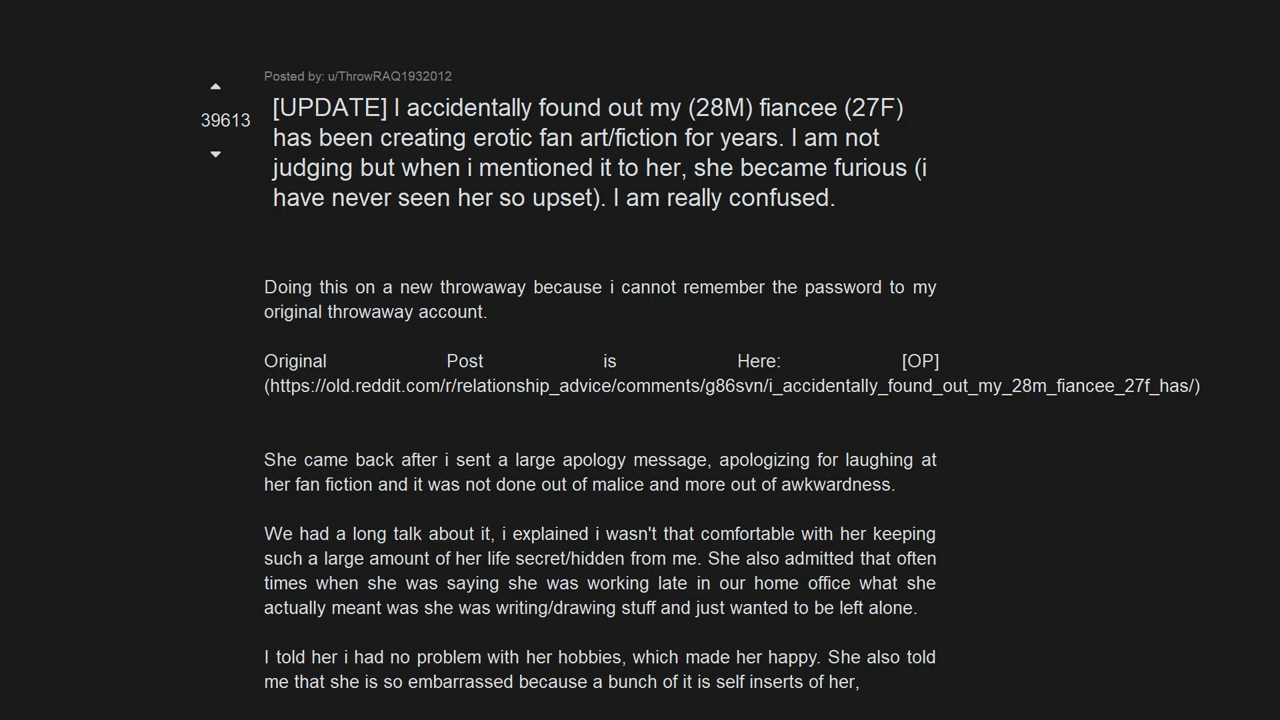 Posted by: u/ThrowRAQ1932012
39613
[UPDATE] I accidentally found out my (28M) fiancee (27F)
has been creating erotic fan art/fiction for years. I am not
judging but when i mentioned it to her, she became furious (i
have never seen her so upset). I am really confused.
Doing this on a new throwaway because i cannot remember the password to my
original throwaway account.
Original Post is Here: [OP]
(https://old.reddit.com/r/relationship_advice/comments/g86svn/i_accidentally_found_out_my_28m_fiancee_27f_has/)
She came back after i sent a large apology message, apologizing for laughing at
her fan fiction and it was not done out of malice and more out of awkwardness.
We had a long talk about it, i explained i wasn't that comfortable with her keeping
such a large amount of her life secret/hidden from me. She also admitted that often
times when she was saying she was working late in our home office what she
actually meant was she was writing/drawing stuff and just wanted to be left alone.
I told her i had no problem with her hobbies, which made her happy. She also told
me that she is so embarrassed because a bunch of it is self inserts of her,